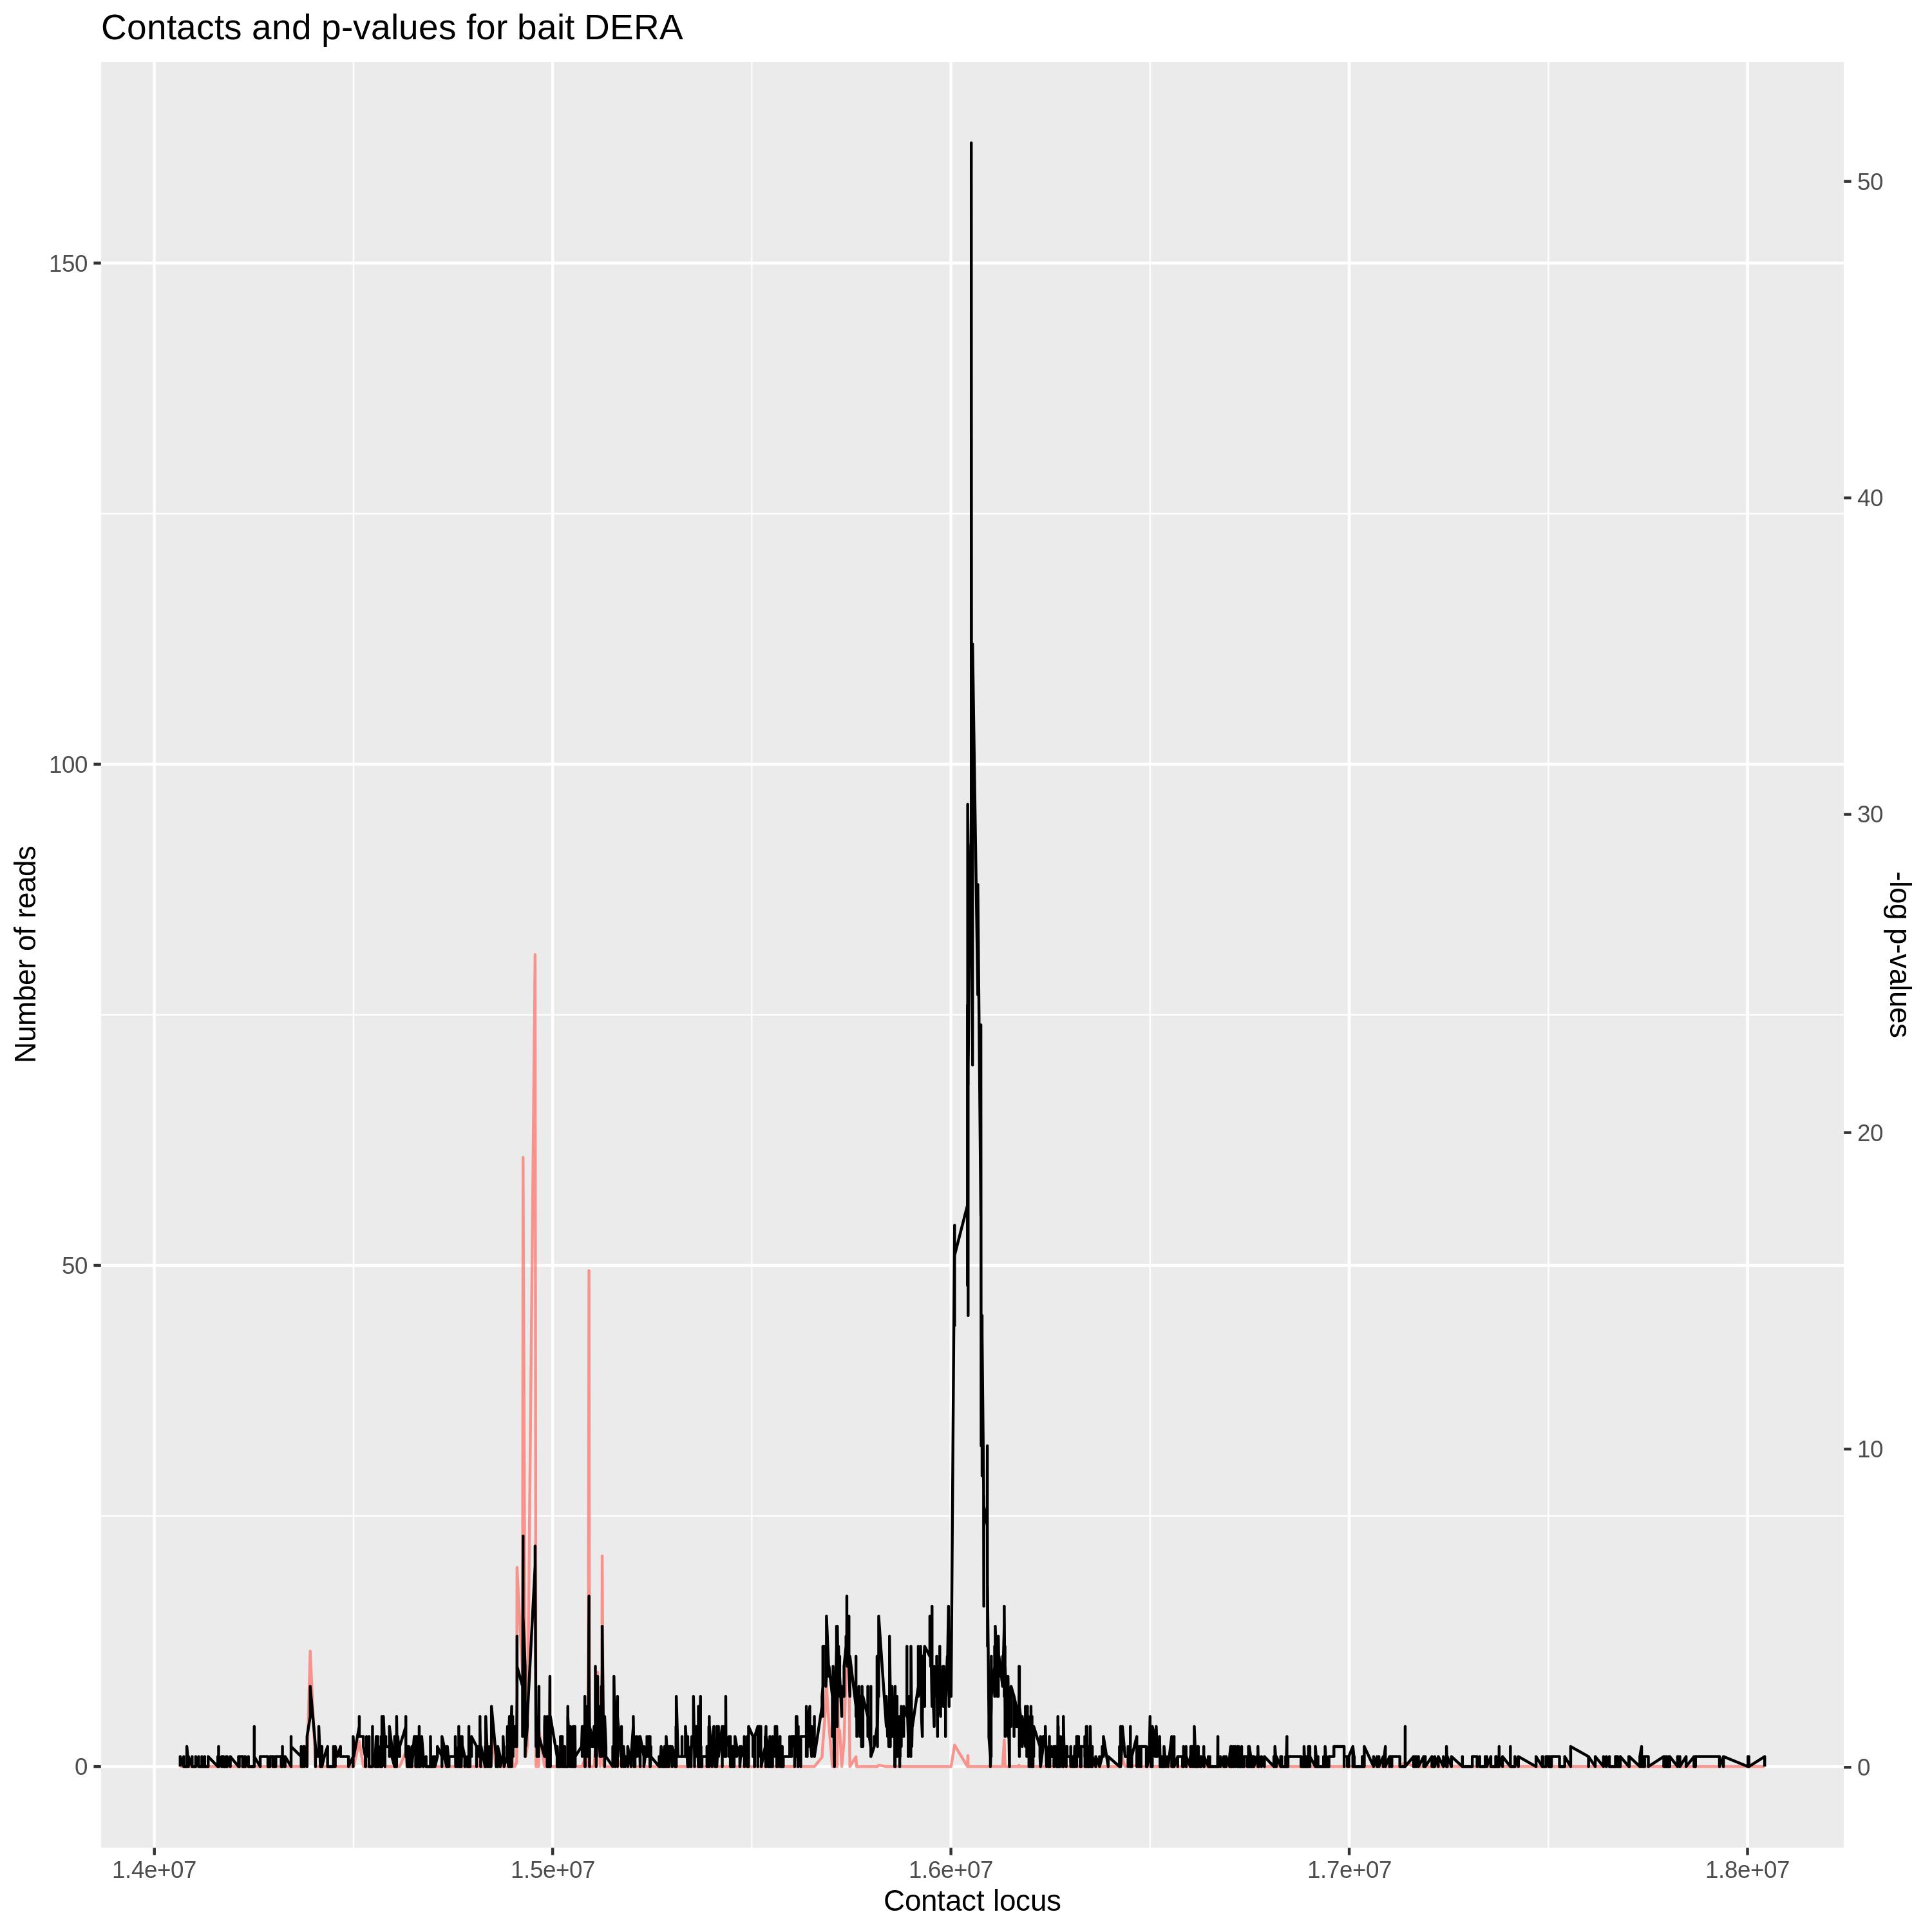 Contacts and p-values for bait DERA
Number of reads
150
100
50
0
50
40
30
20
10
0
-log p-values
1.4e+07 1.5e+07 1.6e+07 1.7e+07 1.8e+07
Contact locus